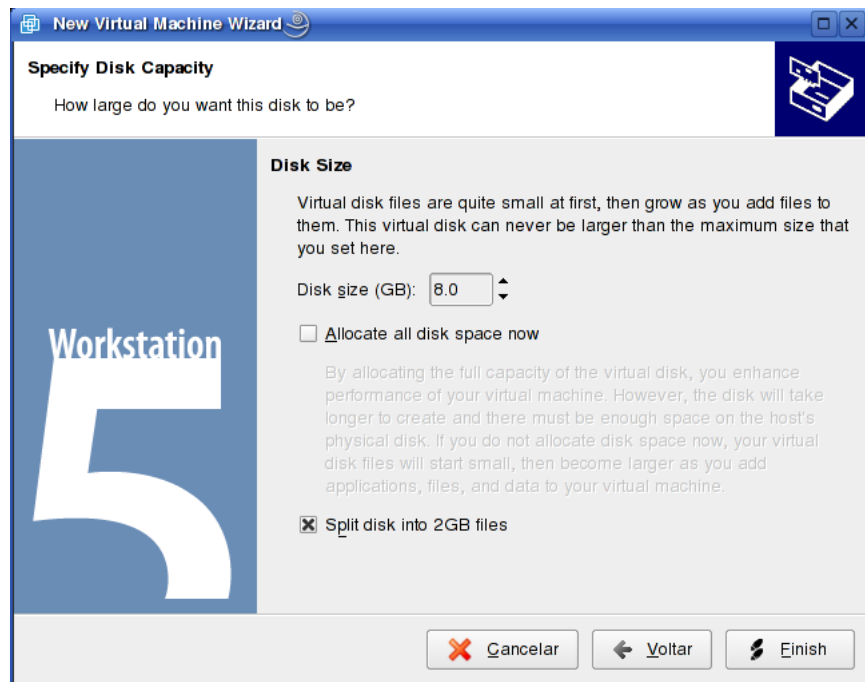 New Virtual Machine Wizard
Specify Disk Capacity
How large do you want this disk to be?
Disk Size
Virtual disk files are quite small at first, then grow as you add files to
them. This virtual disk can never be larger than the maximum size that
you set here.
Disk size (GB): 8.0
Allocate all disk space now
By allocating the full capacity of the virtual disk, you enhance
performance of your virtual machine. However, the disk will take
longer to create and there must be enough space on the host's
physical disk. If you do not allocate disk space now, your virtual
disk files will start small, then become larger as you add
applications, files, and data to your virtual machine.
Split disk into 2GB files
Workstation
5
Cancelar
Voltar
Finish